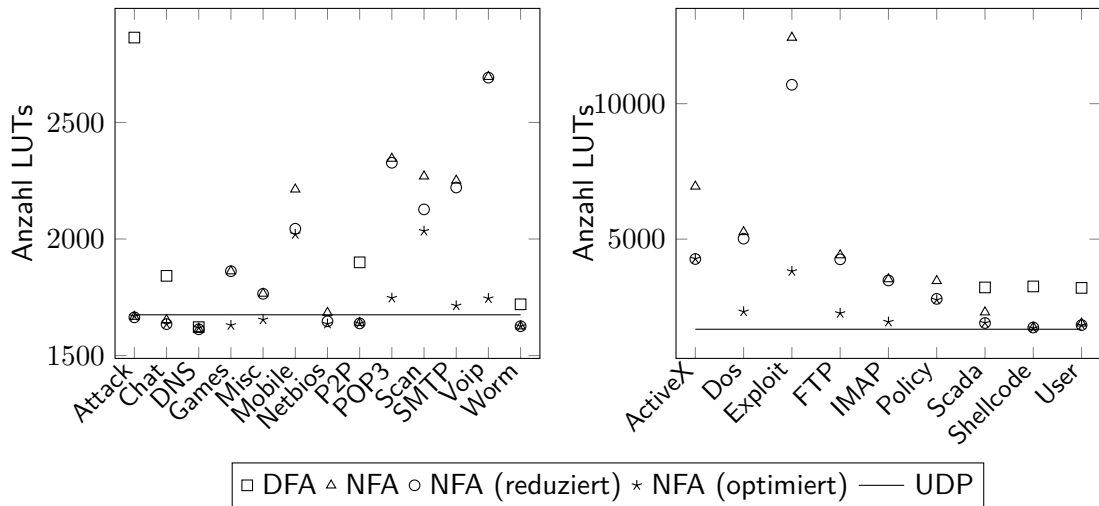 Anzahl LUTs
2500
2000
1500
Attack
Chat
DNS
Games
Misc
Mobile
Netbios
P2P
POP3
Scan
SMTP
Voip
Worm
Anzahl LUTs
10000
5000
ActiveX
Dos
Exploit
FTP
IMAP
Policy
Scada
Shellcode
User
DFA NFA NFA (reduziert) NFA (optimiert) UDP